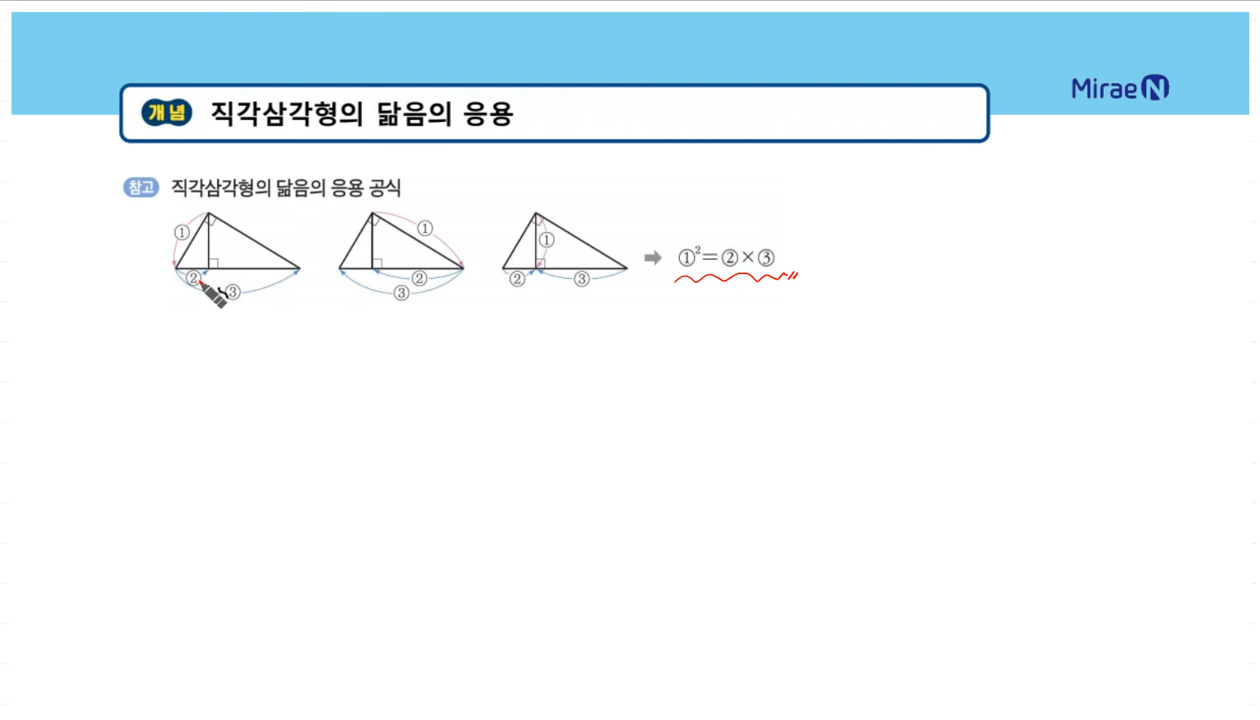 MiraeN
개념 직각삼각형의 닮음의 응용
참고 직각삼각형의 닮음의 응용 공식
① ② ③
① ② ③
① ② ③
①²=②×③